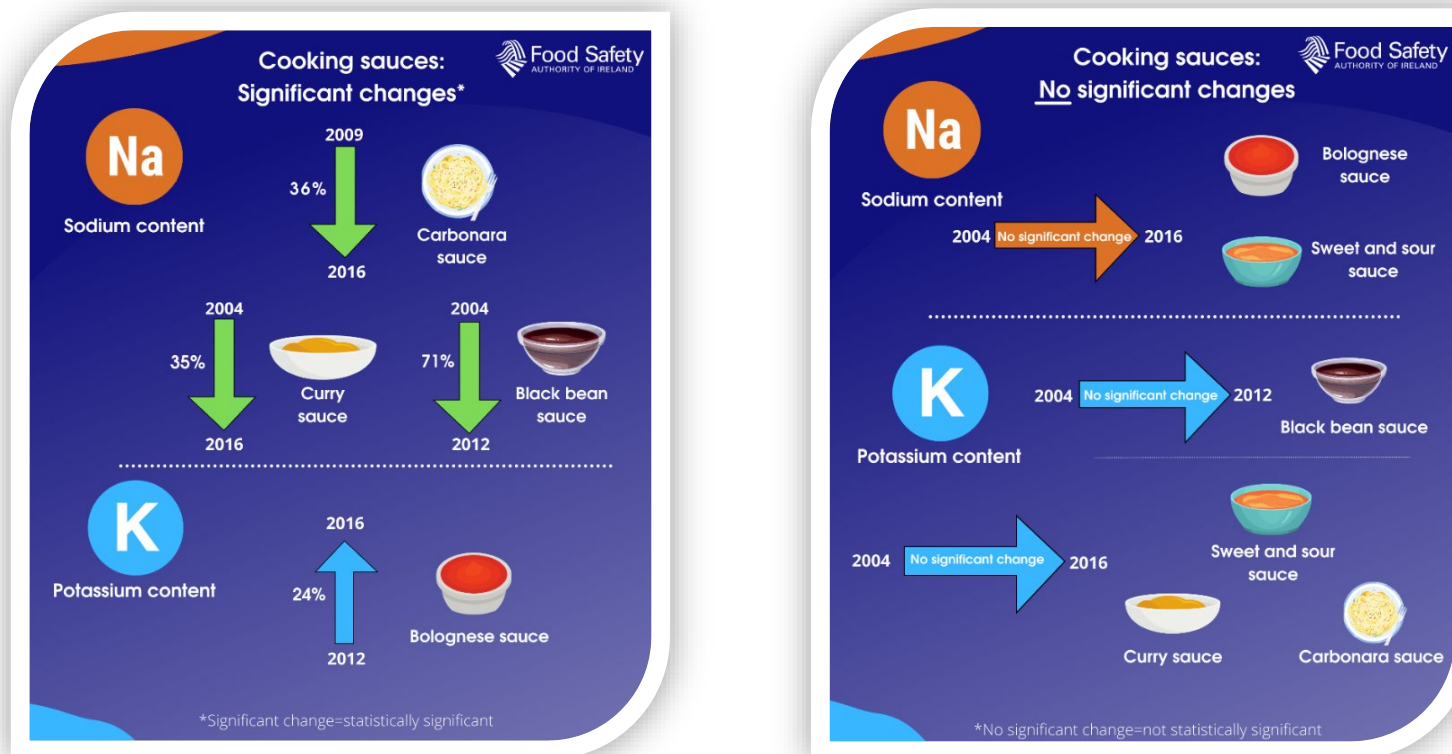 Cooking sauces:
Significant changes*
Food Safety
AUTHORITY OF IRELAND
Na
Sodium content
2009
36%
2016
Carbonara
sauce
2004
35%
2016
Curry
sauce
2004
71%
2012
Black bean
sauce
K
Potassium content
2016
24%
2012
Bolognese sauce
*Significant change=statistically significant
Cooking sauces:
No significant changes
Food Safety
AUTHORITY OF IRELAND
Na
Sodium content
2004 No significant change 2016
Bolognese
sauce
Sweet and sour
sauce
K
Potassium content
2004 No significant change 2012
Black bean sauce
2004 No significant change 2016
Sweet and sour
sauce
Curry sauce
Carbonara sauce
*No significant change=not statistically significant